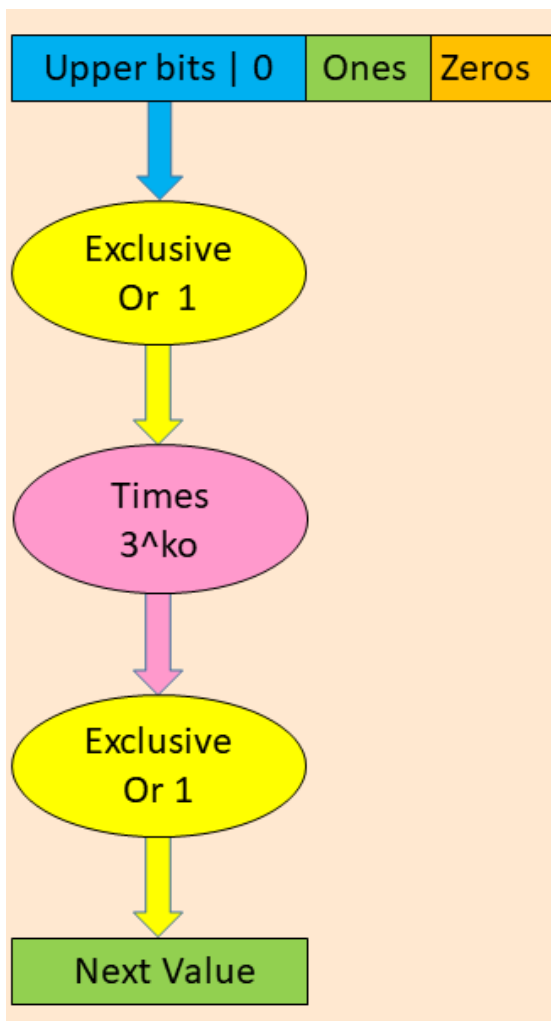 Upper bits | 0 Ones Zeros
Exclusive
Or 1
Times
3^ko
Exclusive
Or 1
Next Value